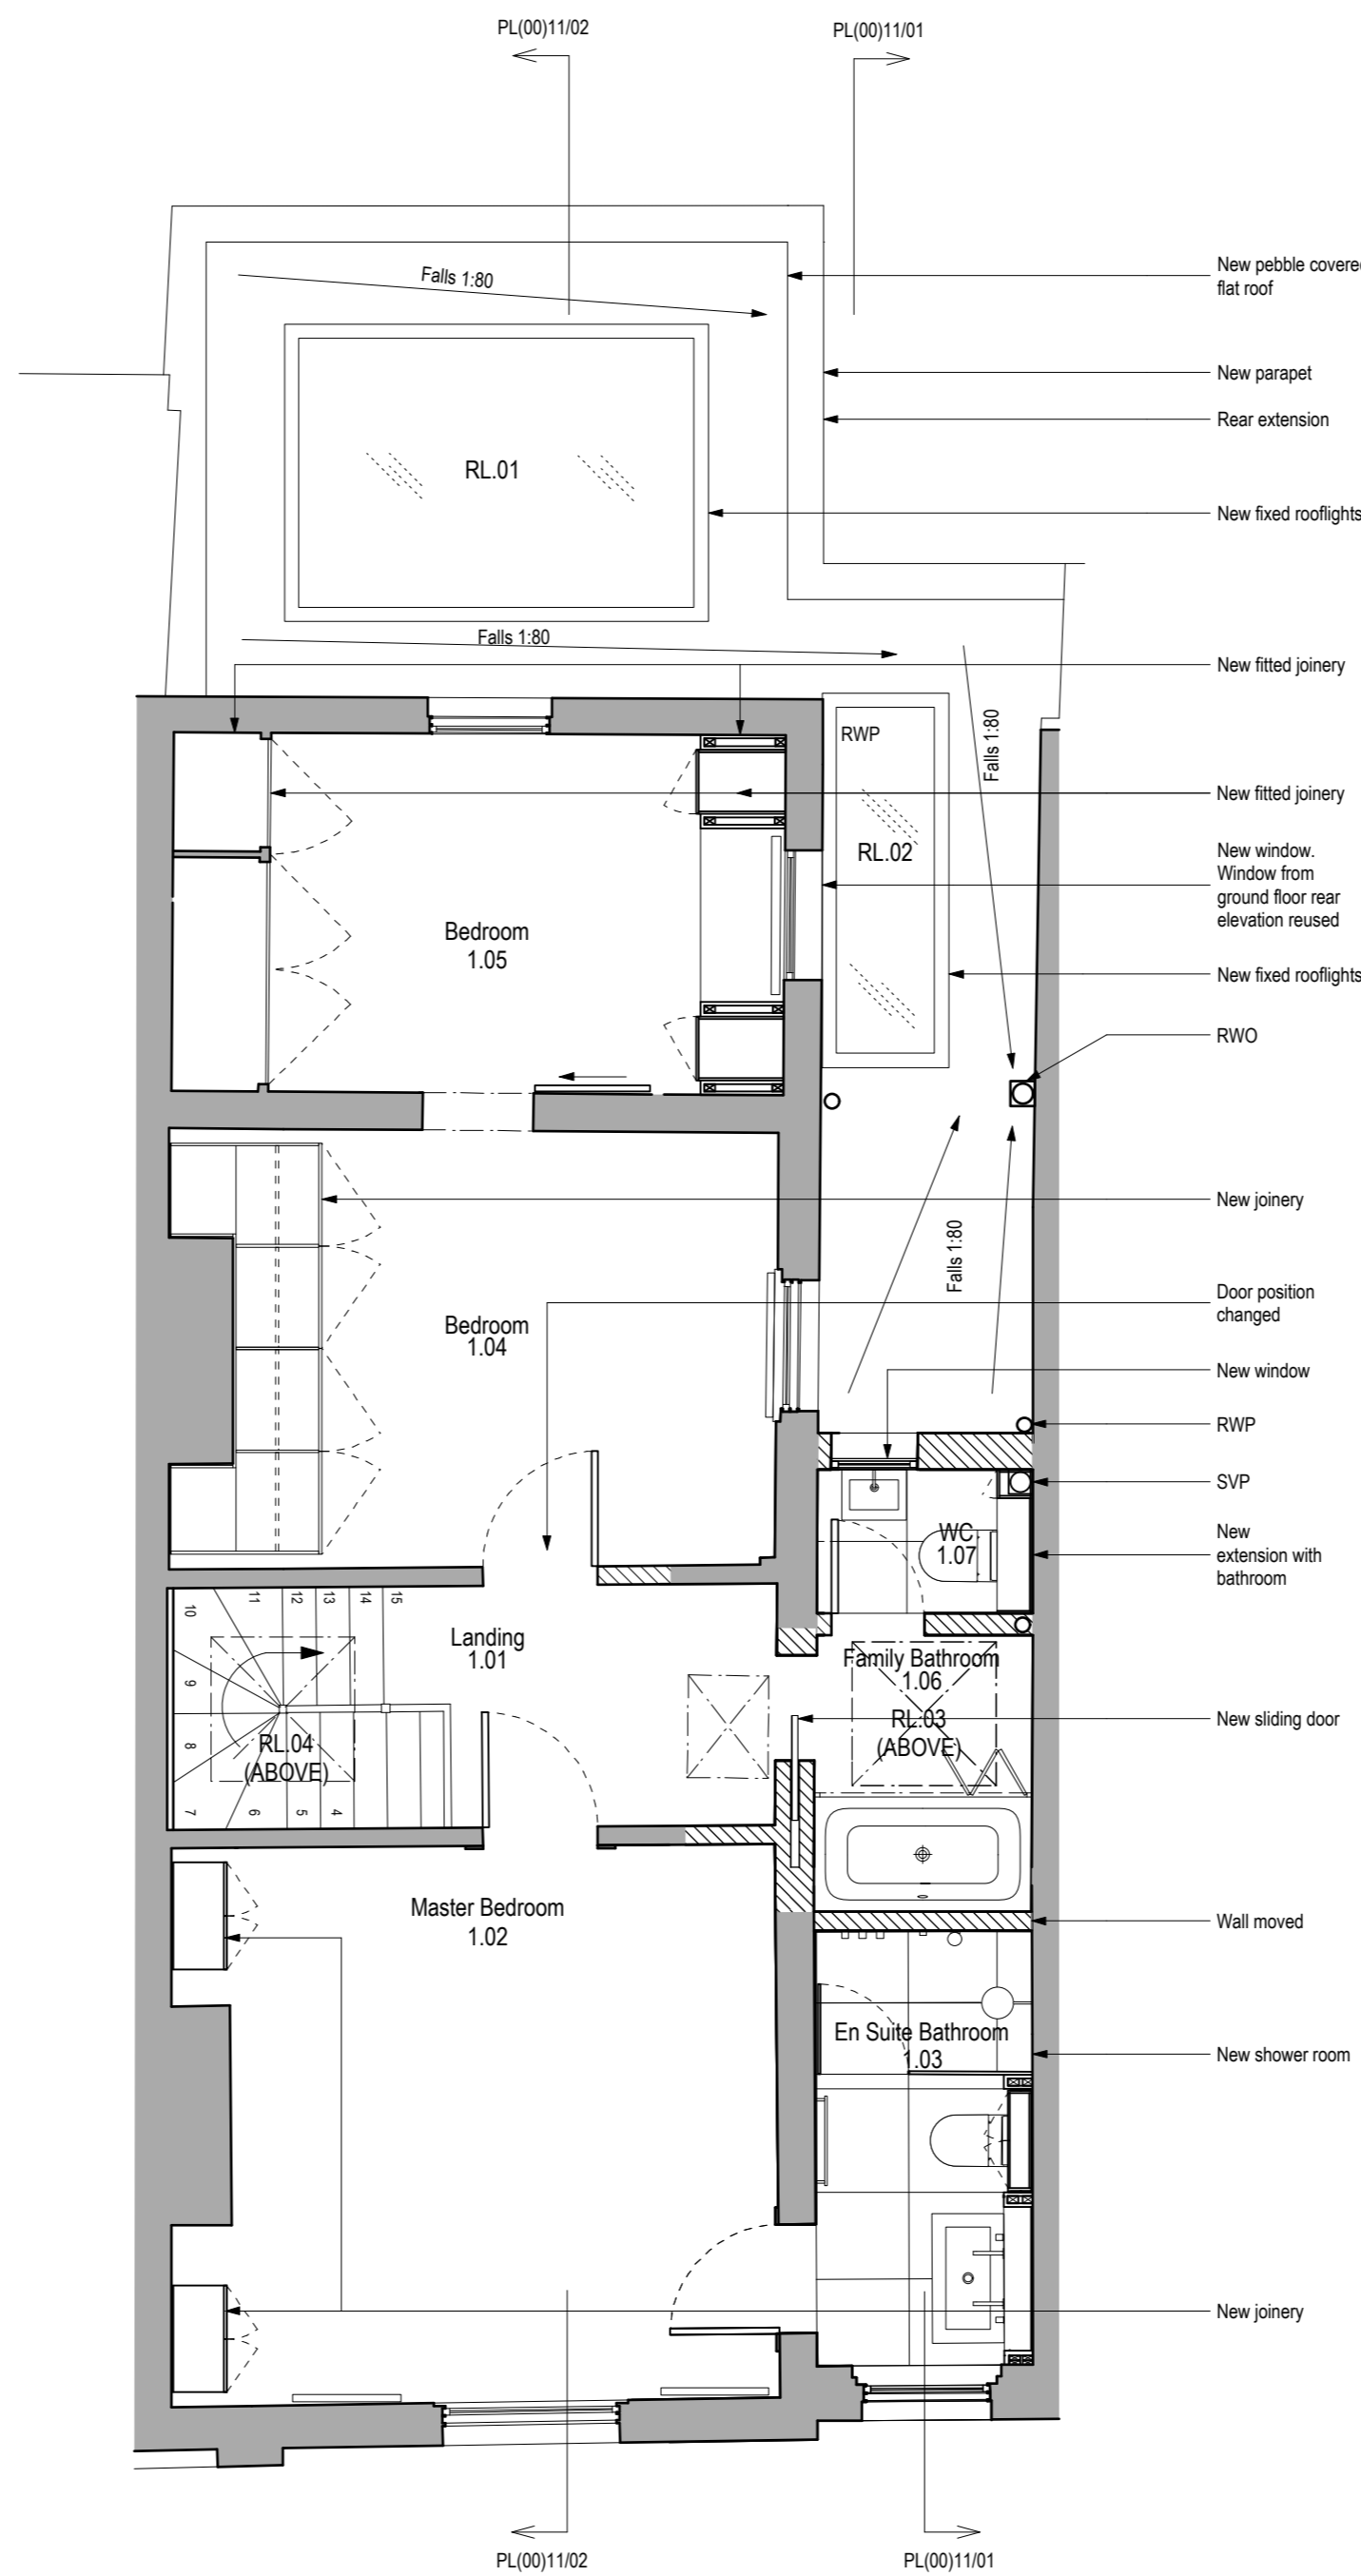 PL(00)11/02
PL(00)11/01
Falls 1:80
New pebble covered
flat roof
New parapet
Rear extension
RL.01
New fixed rooflights
Falls 1:80
New fitted joinery
RWP
Falls 1:80
New fitted joinery
RL.02
New window.
Window from
ground floor rear
elevation reused
Bedroom
1.05
New fixed rooflights
RWO
New joinery
Falls 1:80
Door position
changed
Bedroom
1.04
New window
RWP
SVP
WC
1.07
New
extension with
bathroom
10
11
12
13
14
15
Landing
1.01
Family Bathroom
1.06
9
RL.03
(ABOVE)
New sliding door
8
RL.04
(ABOVE)
7
6
5
4
Master Bedroom
1.02
Wall moved
En Suite Bathroom
1.03
New shower room
New joinery
PL(00)11/02
PL(00)11/01